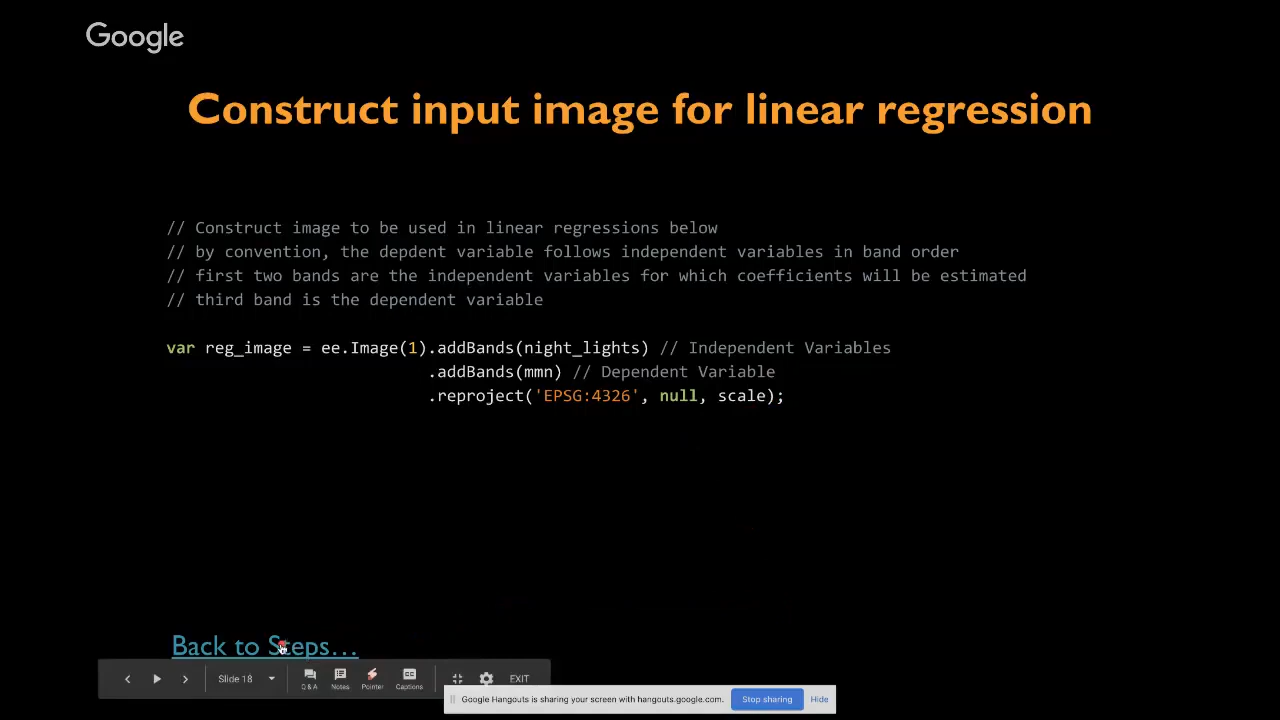 Google
Construct input image for linear regression
// Construct image to be used in linear regressions below
// by convention, the depdent variable follows independent variables in band order
// first two bands are the independent variables for which coefficients will be estimated
// third band is the dependent variable
var reg_image = ee.Image(1).addBands(night_lights) // Independent Variables
.addBands(mmn) // Dependent Variable
.reproject('EPSG:4326', null, scale);
Back to Steps...
Slide 18
Q & A Notes Pointer Captions
EXIT
Google Hangouts is sharing your screen with hangouts.google.com. Stop sharing Hide